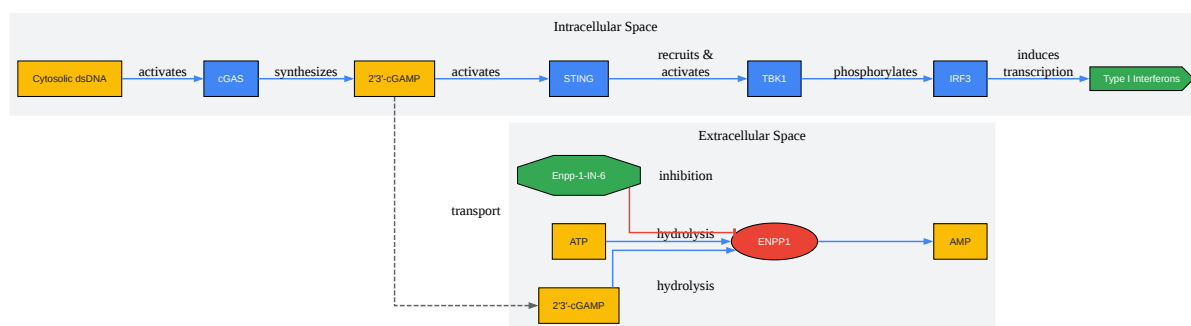 Intracellular Space
Cytosolic dsDNA
activates
cGAS
synthesizes
2'3'-cGAMP
activates
STING
recruits &
activates
TBK1
phosphorylates
IRF3
induces
transcription
Type I Interferons
Extracellular Space
Enpp-1-IN-6
inhibition
transport
ATP
hydrolysis
ENPP1
AMP
hydrolysis
2'3'-cGAMP